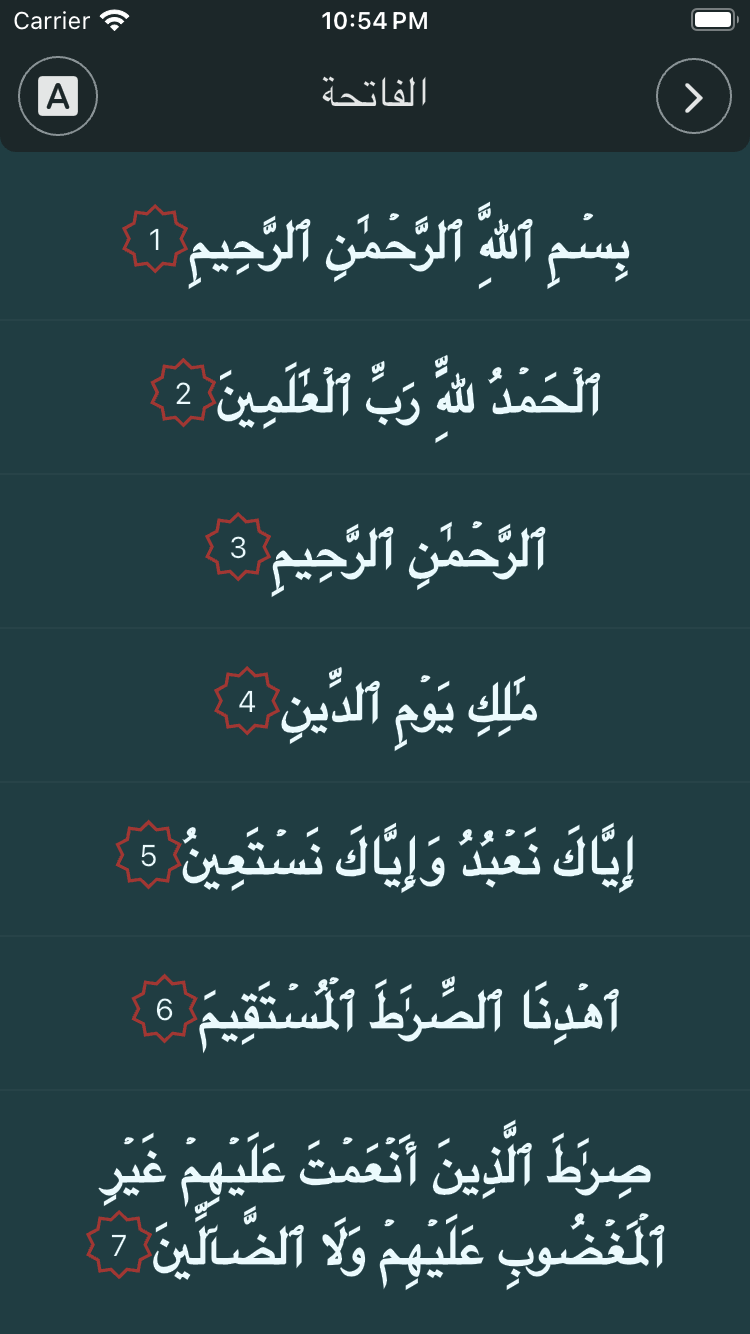 Carrier 10:54 PM
A الفاتحة
بِسۡمِ ٱللَّهِ ٱلرَّحۡمَٰنِ ٱلرَّحِيمِ 1
ٱلۡحَمۡدُ لِلَّهِ رَبِّ ٱلۡعَٰلَمِينَ 2
ٱلرَّحۡمَٰنِ ٱلرَّحِيمِ 3
مَٰلِكِ يَوۡمِ ٱلدِّينِ 4
إِيَّاكَ نَعۡبُدُ وَإِيَّاكَ نَسۡتَعِينُ 5
ٱهۡدِنَا ٱلصِّرَٰطَ ٱلۡمُسۡتَقِيمَ 6
صِرَٰطَ ٱلَّذِينَ أَنۡعَمۡتَ عَلَيۡهِمۡ غَيۡرِ
ٱلۡمَغۡضُوبِ عَلَيۡهِمۡ وَلَا ٱلضَّآلِّينَ 7